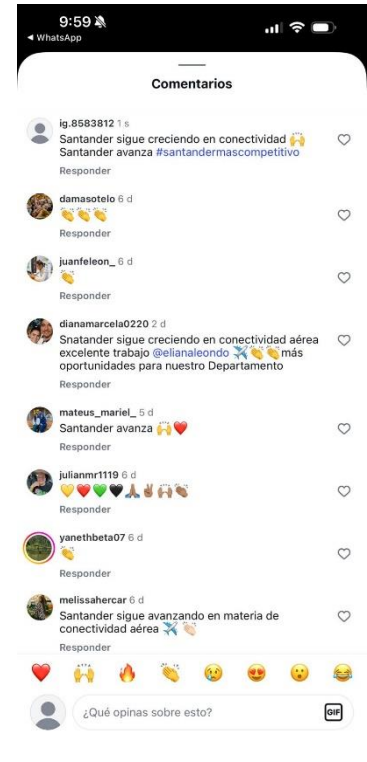 9:59
◄ WhatsApp
Comentarios
ig.8583812 1 s
Santander sigue creciendo en conectividad 🙌
Santander avanza #santandermascompetitivo
Responder
damasotelo 6 d
👏👏👏
Responder
juanfeleon_ 6 d
👏
Responder
dianamarcela0220 2 d
Snatander sigue creciendo en conectividad aérea
excelente trabajo @elianaleondo ✈️👏👏más
oportunidades para nuestro Departamento
Responder
mateus_mariel_ 5 d
Santander avanza 🙌❤️
Responder
julianmr1119 6 d
💛❤️💚🖤🙏🏽✌🏽🙌🏽👏🏽
Responder
yanethbeta07 6 d
👏
Responder
melissahercar 6 d
Santander sigue avanzando en materia de
conectividad aérea ✈️ 👏🏻
Responder
❤️ 🙌 🔥 👏 😢 😍 😮 😂
¿Qué opinas sobre esto?
GIF